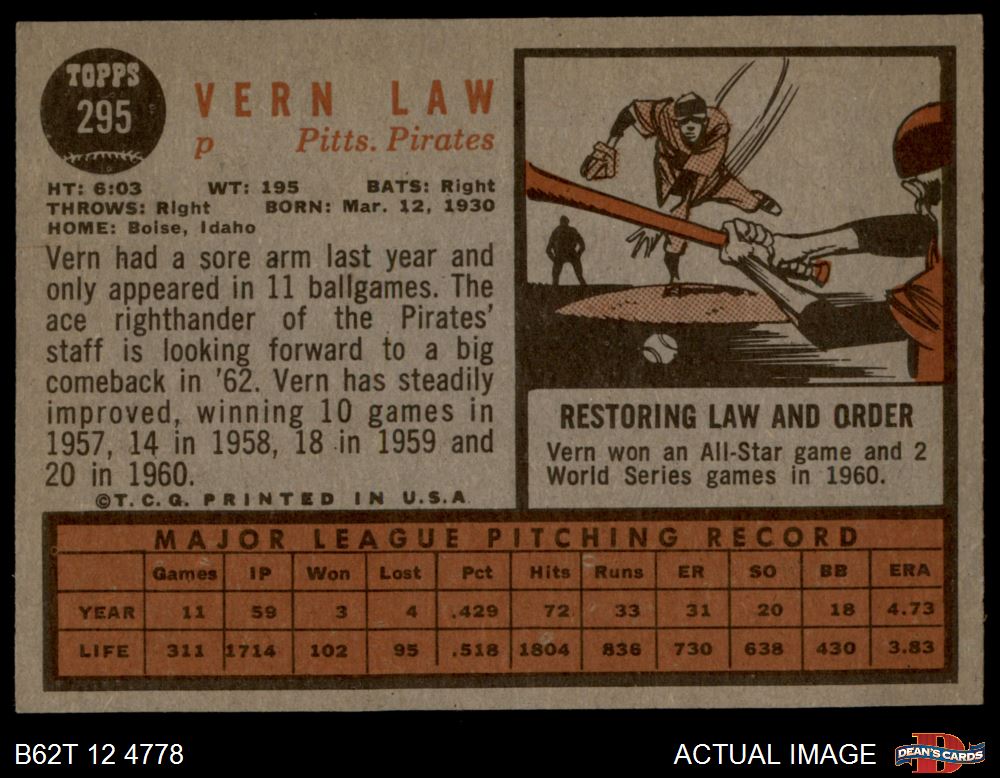 TOPPS
295
VERN LAW
p Pitts. Pirates
HT: 6:03 WT: 195 BATS: Right
THROWS: Right BORN: Mar. 12, 1930
HOME: Boise, Idaho
Vern had a sore arm last year and
only appeared in 11 ballgames. The
ace righthander of the Pirates'
staff is looking forward to a big
comeback in '62. Vern has steadily
improved, winning 10 games in
1957, 14 in 1958, 18 in 1959 and
20 in 1960.
©T.C.G. PRINTED IN U.S.A.
RESTORING LAW AND ORDER
Vern won an All-Star game and 2
World Series games in 1960.
MAJOR LEAGUE PITCHING RECORD
Games IP Won Lost Pct Hits Runs ER SO BB ERA
YEAR 11 59 3 4 .429 72 33 31 20 18 4.73
LIFE 311 1714 102 95 .518 1804 836 730 638 430 3.83
B62T 12 4778
ACTUAL IMAGE
DEAN'S CARDS